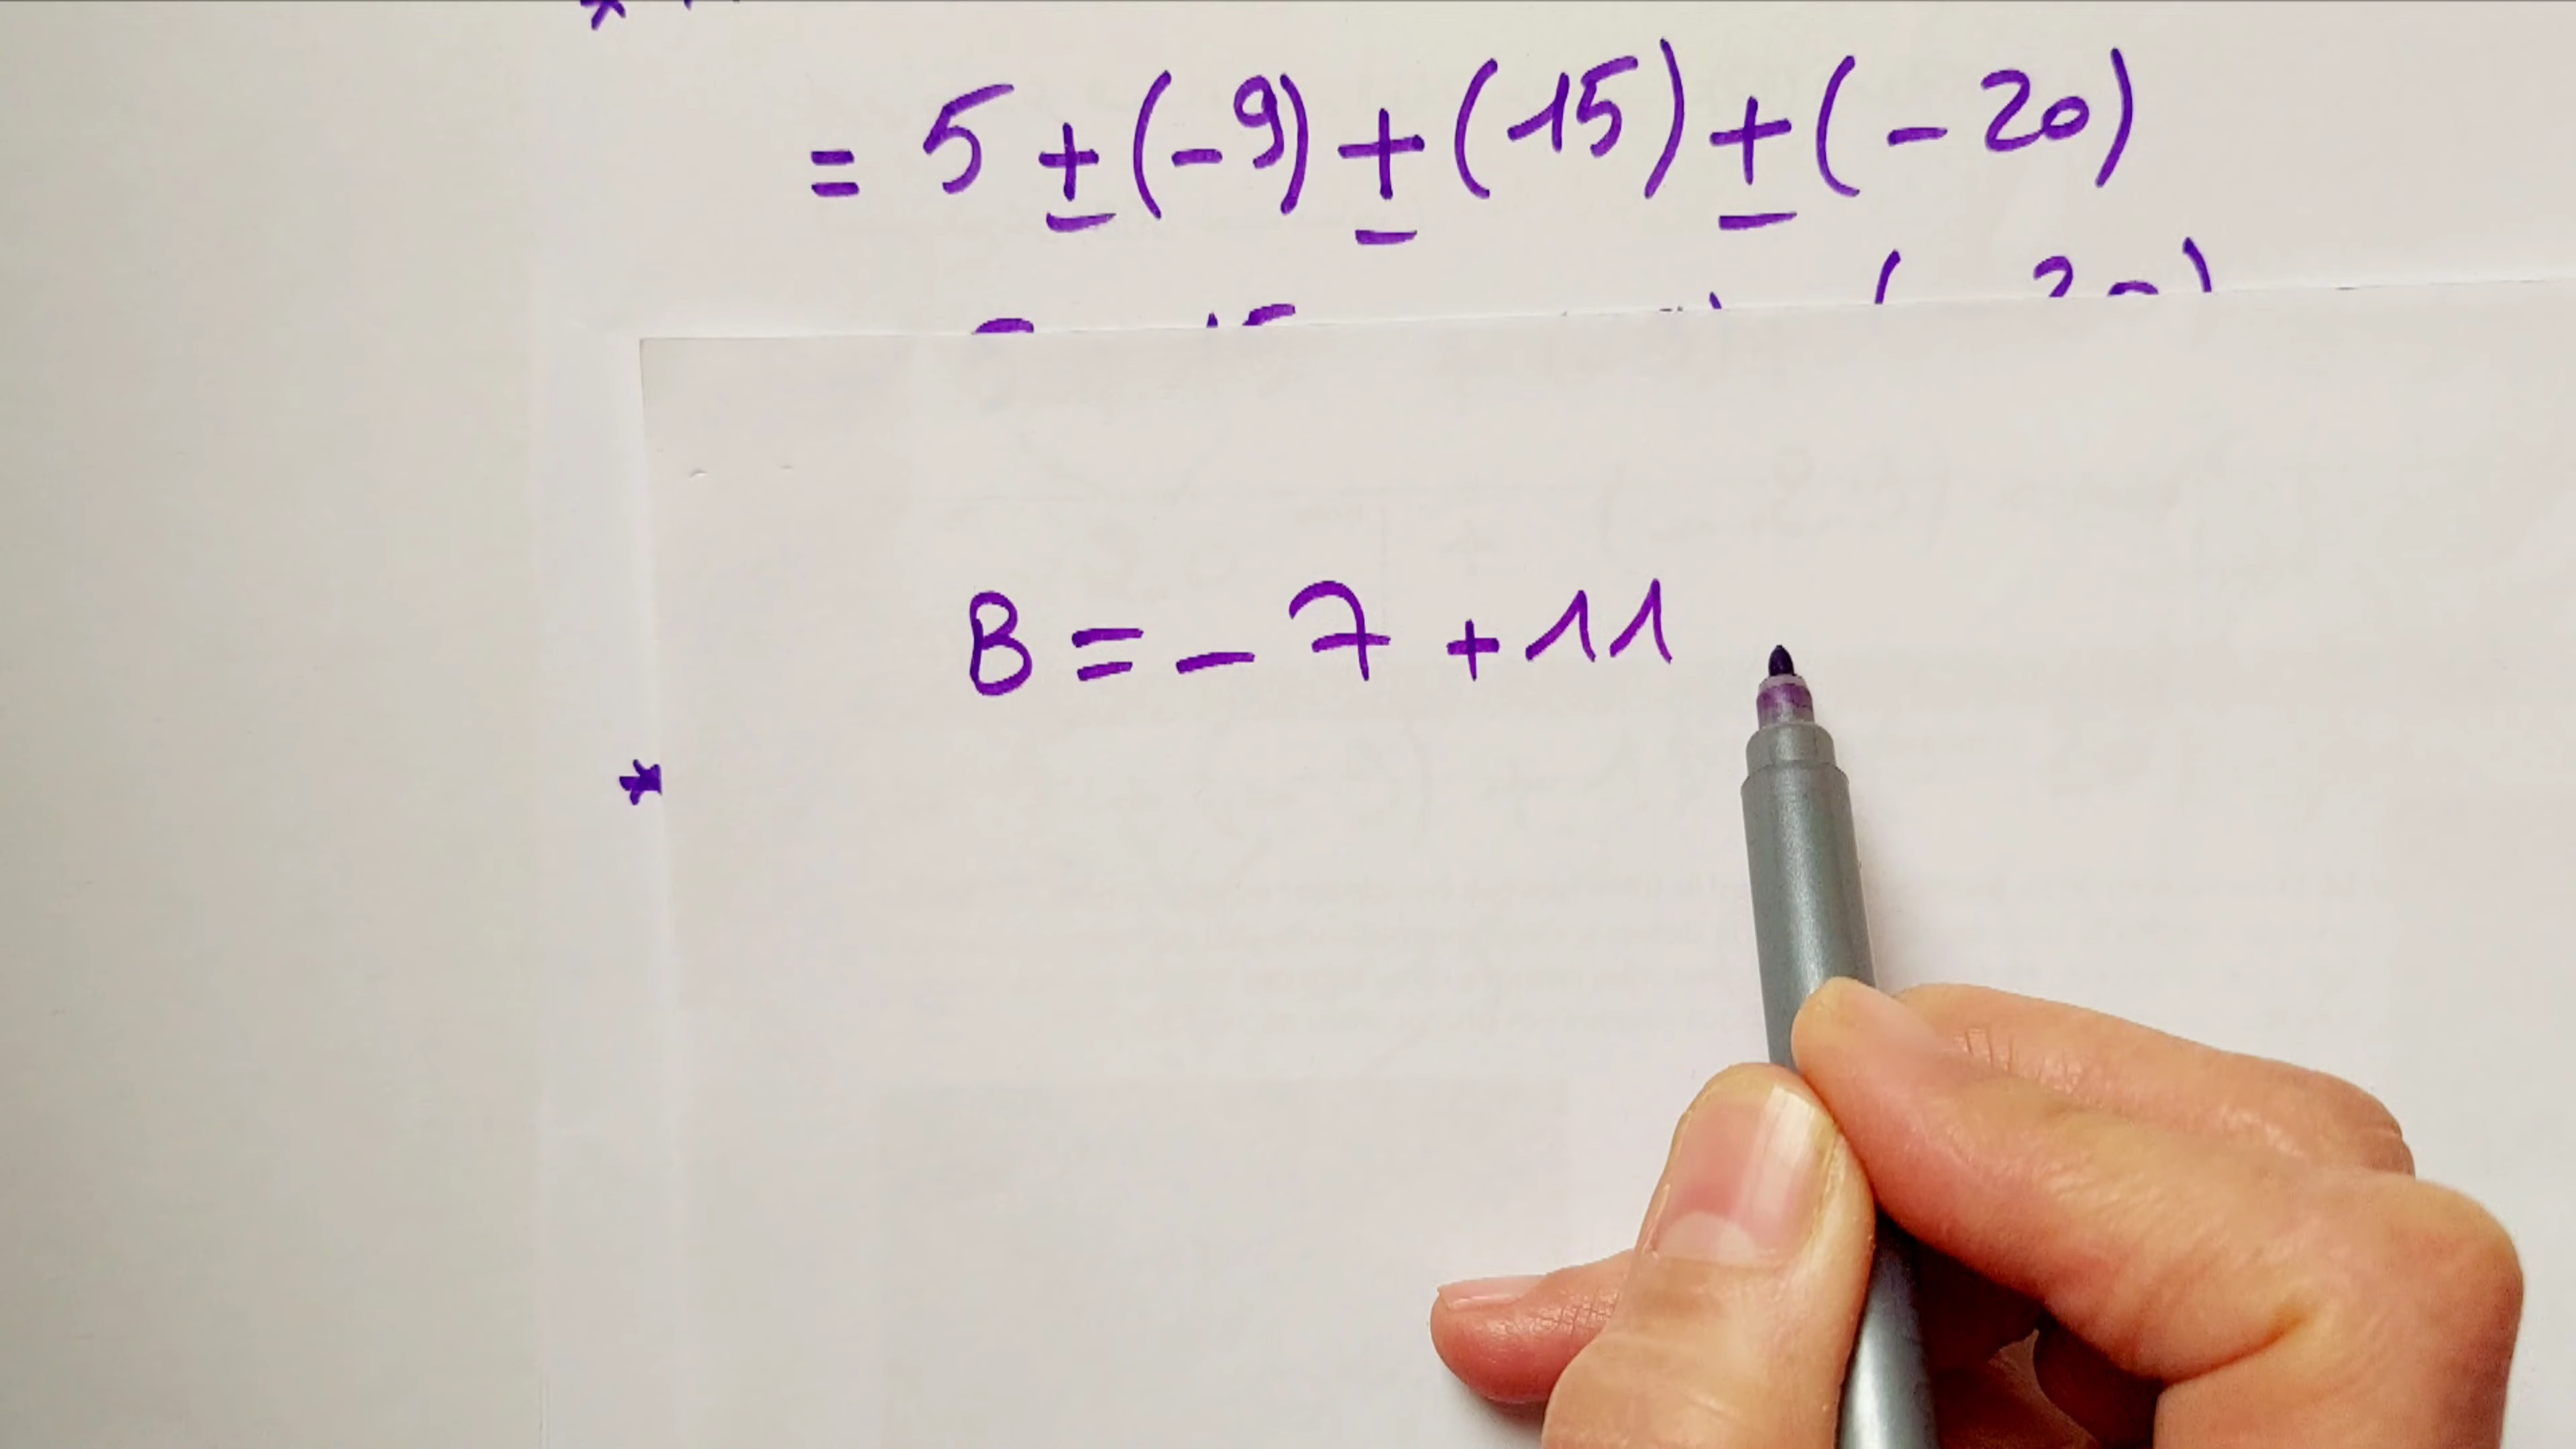 = 5 + (-9) + (15) + (-20)
B = - 7 + 11
*